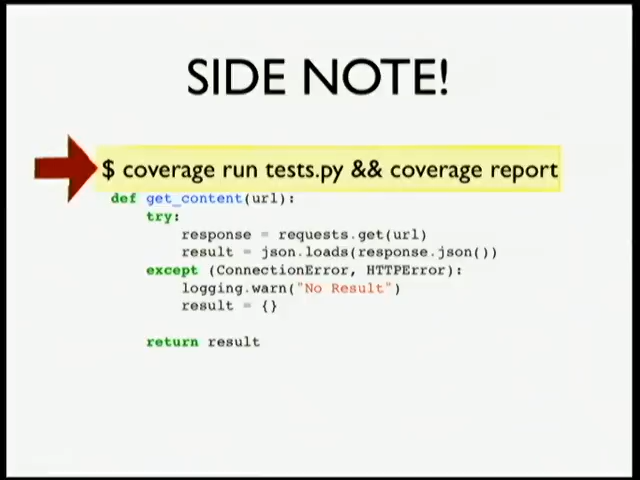 SIDE NOTE!
$ coverage run tests.py && coverage report
def get_content(url):
try:
response = requests.get(url)
result = json.loads(response.json())
except (ConnectionError, HTTPError):
logging.warn("No Result")
result = {}
return result